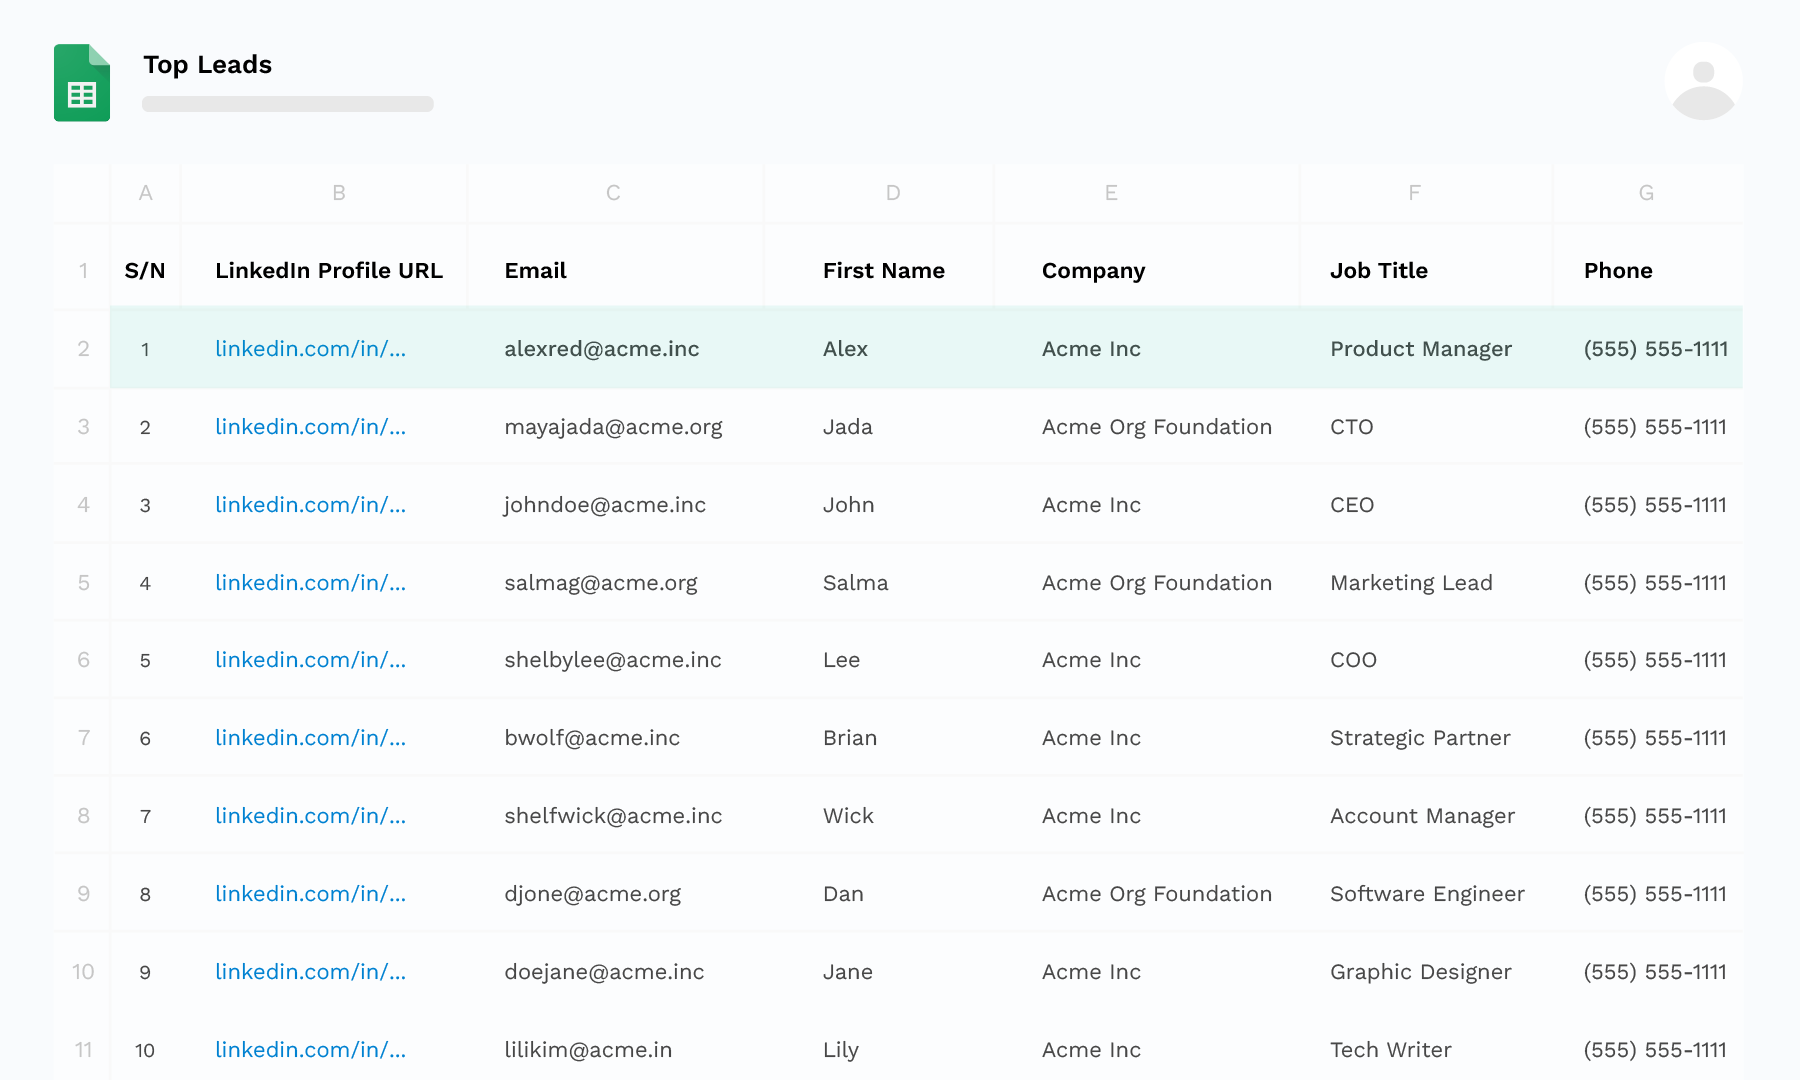 Top Leads
A B C D E F G
1 S/N LinkedIn Profile URL Email First Name Company Job Title Phone
2 1 linkedin.com/in/... alexred@acme.inc Alex Acme Inc Product Manager (555) 555-1111
3 2 linkedin.com/in/... mayajada@acme.org Jada Acme Org Foundation CTO (555) 555-1111
4 3 linkedin.com/in/... johndoe@acme.inc John Acme Inc CEO (555) 555-1111
5 4 linkedin.com/in/... salmag@acme.org Salma Acme Org Foundation Marketing Lead (555) 555-1111
6 5 linkedin.com/in/... shelbylee@acme.inc Lee Acme Inc COO (555) 555-1111
7 6 linkedin.com/in/... bwolf@acme.inc Brian Acme Inc Strategic Partner (555) 555-1111
8 7 linkedin.com/in/... shelfwick@acme.inc Wick Acme Inc Account Manager (555) 555-1111
9 8 linkedin.com/in/... djone@acme.org Dan Acme Org Foundation Software Engineer (555) 555-1111
10 9 linkedin.com/in/... doejane@acme.inc Jane Acme Inc Graphic Designer (555) 555-1111
11 10 linkedin.com/in/... lilikim@acme.in Lily Acme Inc Tech Writer (555) 555-1111